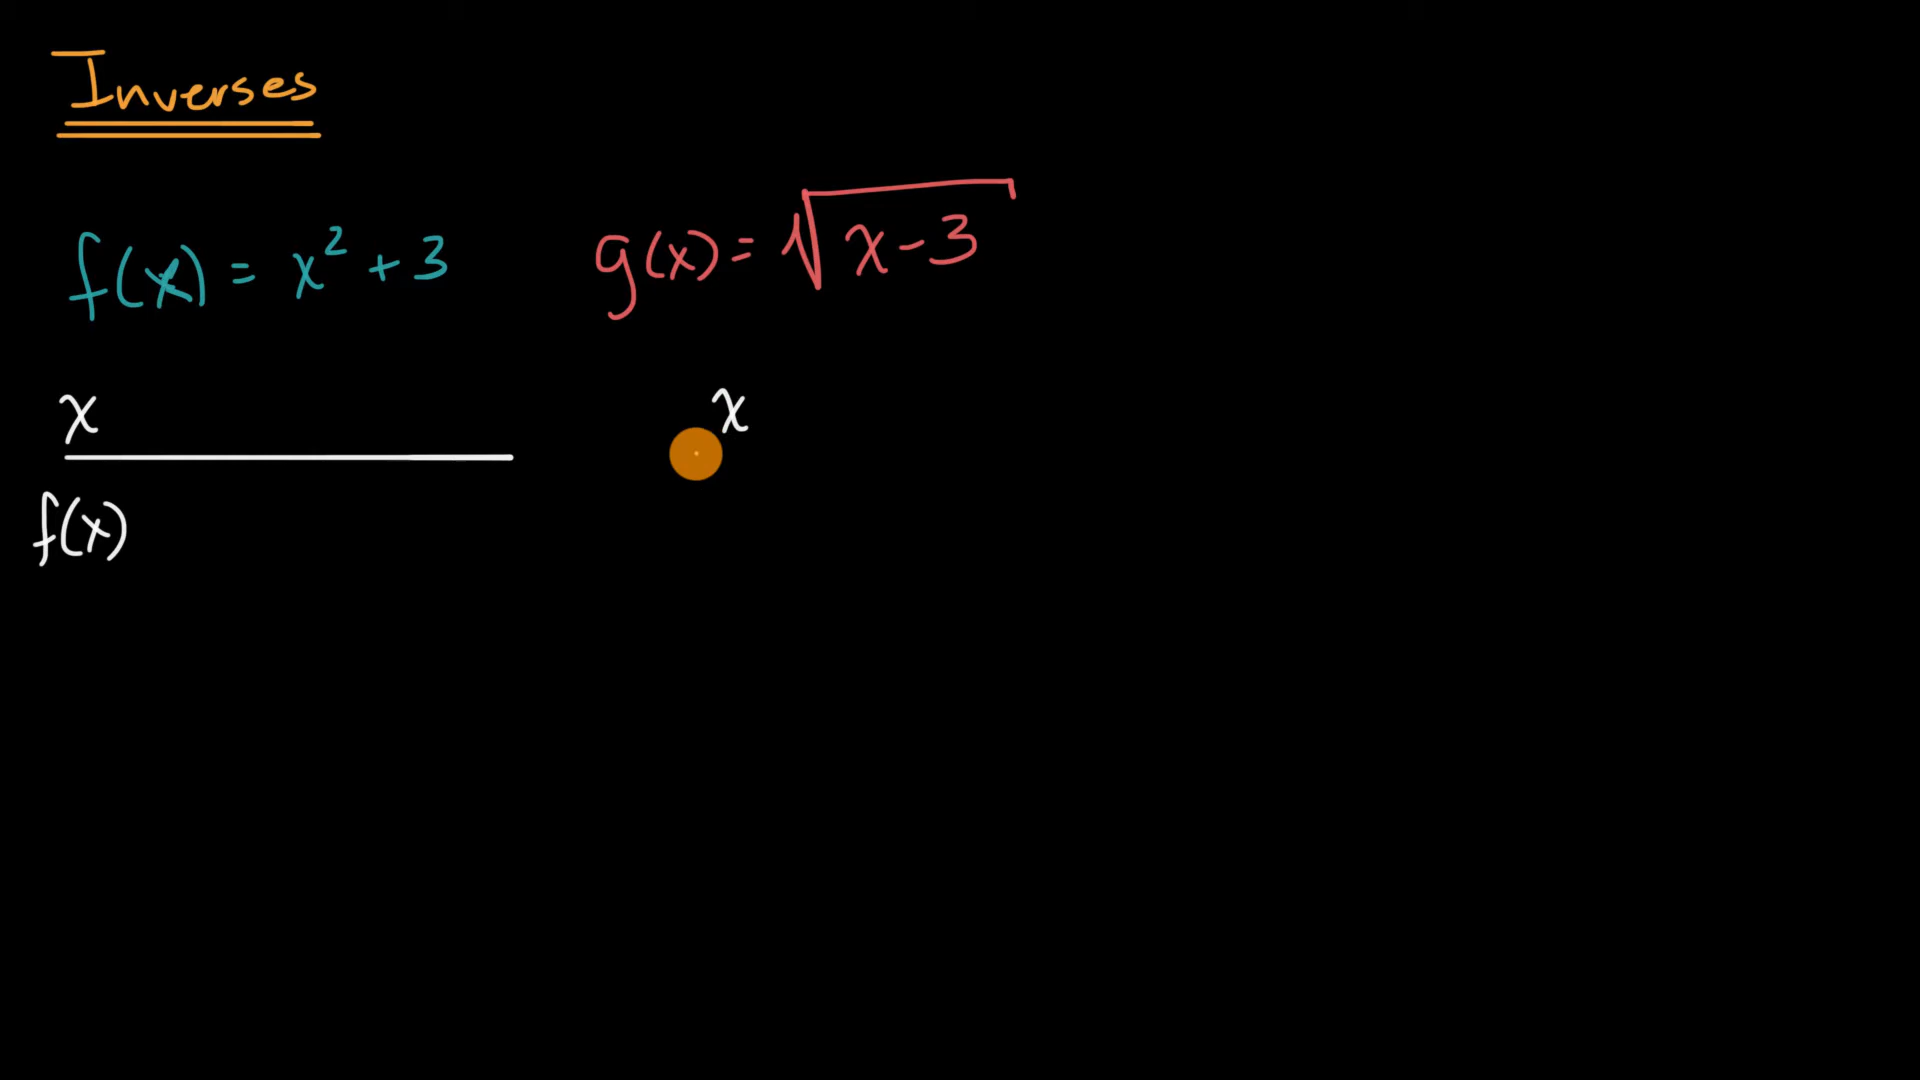 Inverses
f(x) = x² + 3
g(x) = √(x - 3)
x
x
f(x)